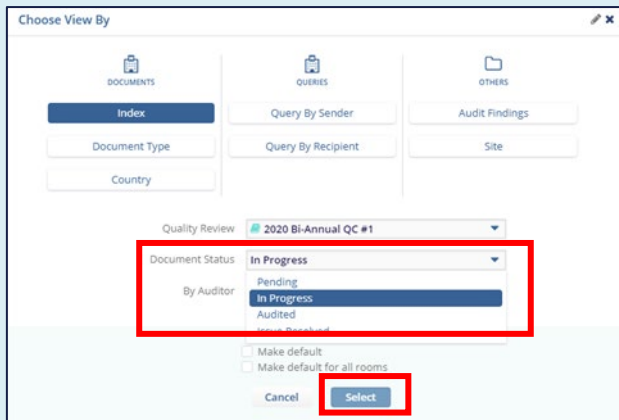 Choose View By
DOCUMENTS
QUERIES
OTHERS
Index
Query By Sender
Audit Findings
Document Type
Query By Recipient
Site
Country
Quality Review
2020 Bi-Annual QC #1
Document Status
In Progress
By Auditor
Pending
In Progress
Audited
Issue Resolved
Make default
Make default for all rooms
Cancel
Select